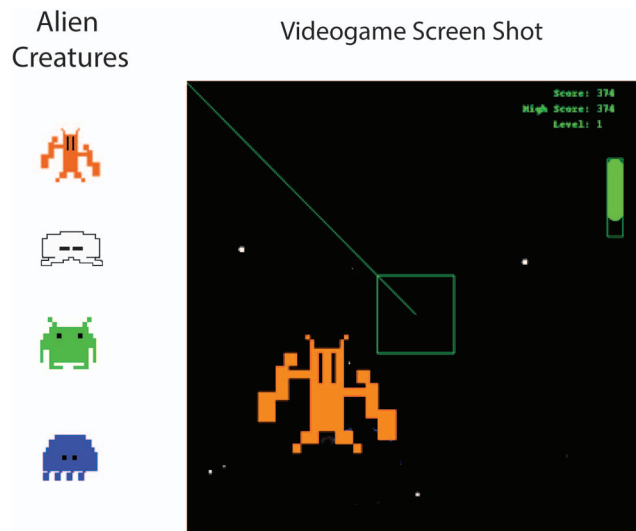 Alien
Creatures
Videogame Screen Shot
Score: 374
High Score: 374
Level: 1